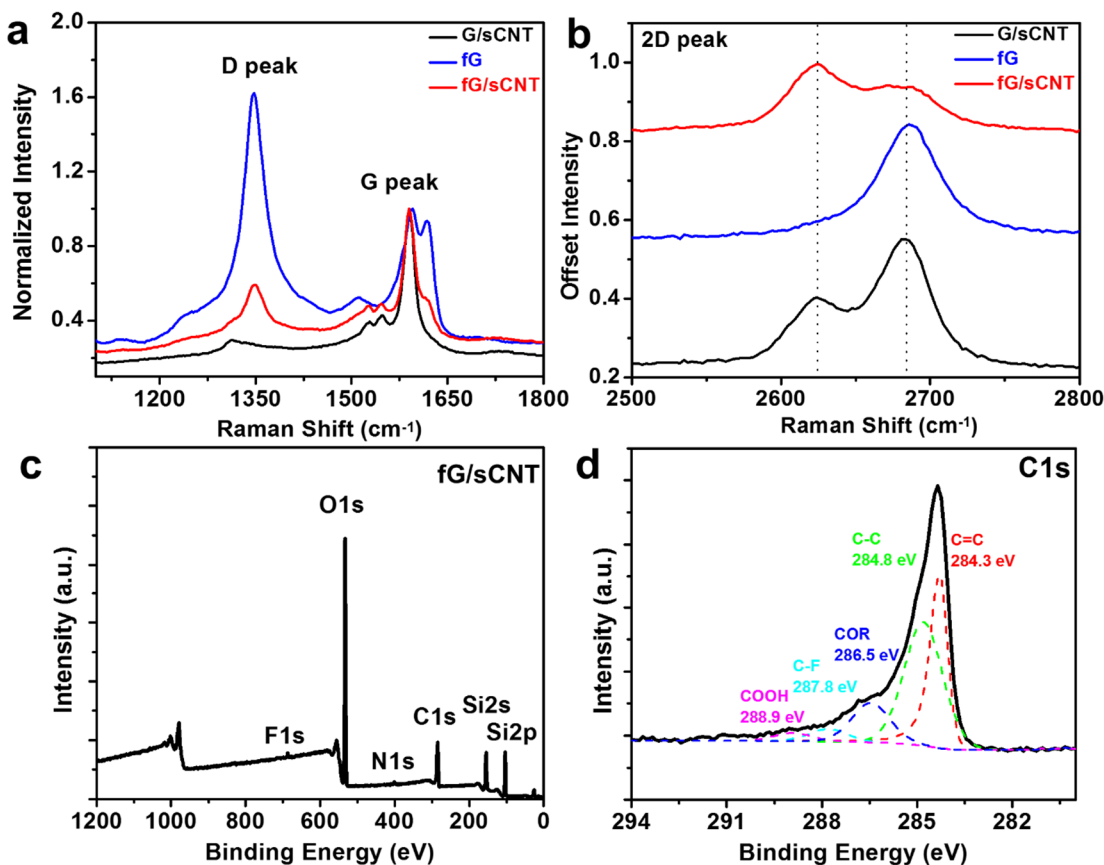 a
2.0
1.6
1.2
0.8
0.4
D peak
G peak
G/sCNT
fG
fG/sCNT
Normalized Intensity
1200
1350
1500
1650
1800
Raman Shift (cm⁻¹)
b
2D peak
G/sCNT
fG
fG/sCNT
1.0
0.8
0.6
0.4
0.2
Offset Intensity
2500
2600
2700
2800
Raman Shift (cm⁻¹)
c
fG/sCNT
O1s
F1s
N1s
C1s
Si2s
Si2p
Intensity (a.u.)
1200
1000
800
600
400
200
0
Binding Energy (eV)
d
C1s
C-C
284.8 eV
C=C
284.3 eV
COR
286.5 eV
C-F
287.8 eV
COOH
288.9 eV
Intensity (a.u.)
294
291
288
285
282
Binding Energy (eV)